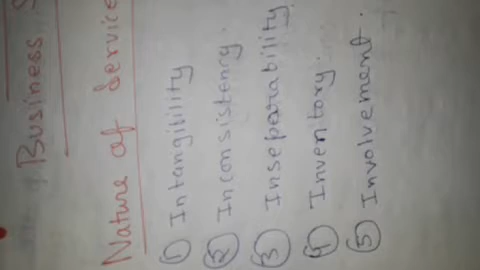 Business S
Nature of Service
① Intangibility
② Inconsistency.
③ Inseparability
④ Inventory.
⑤ Involvement.